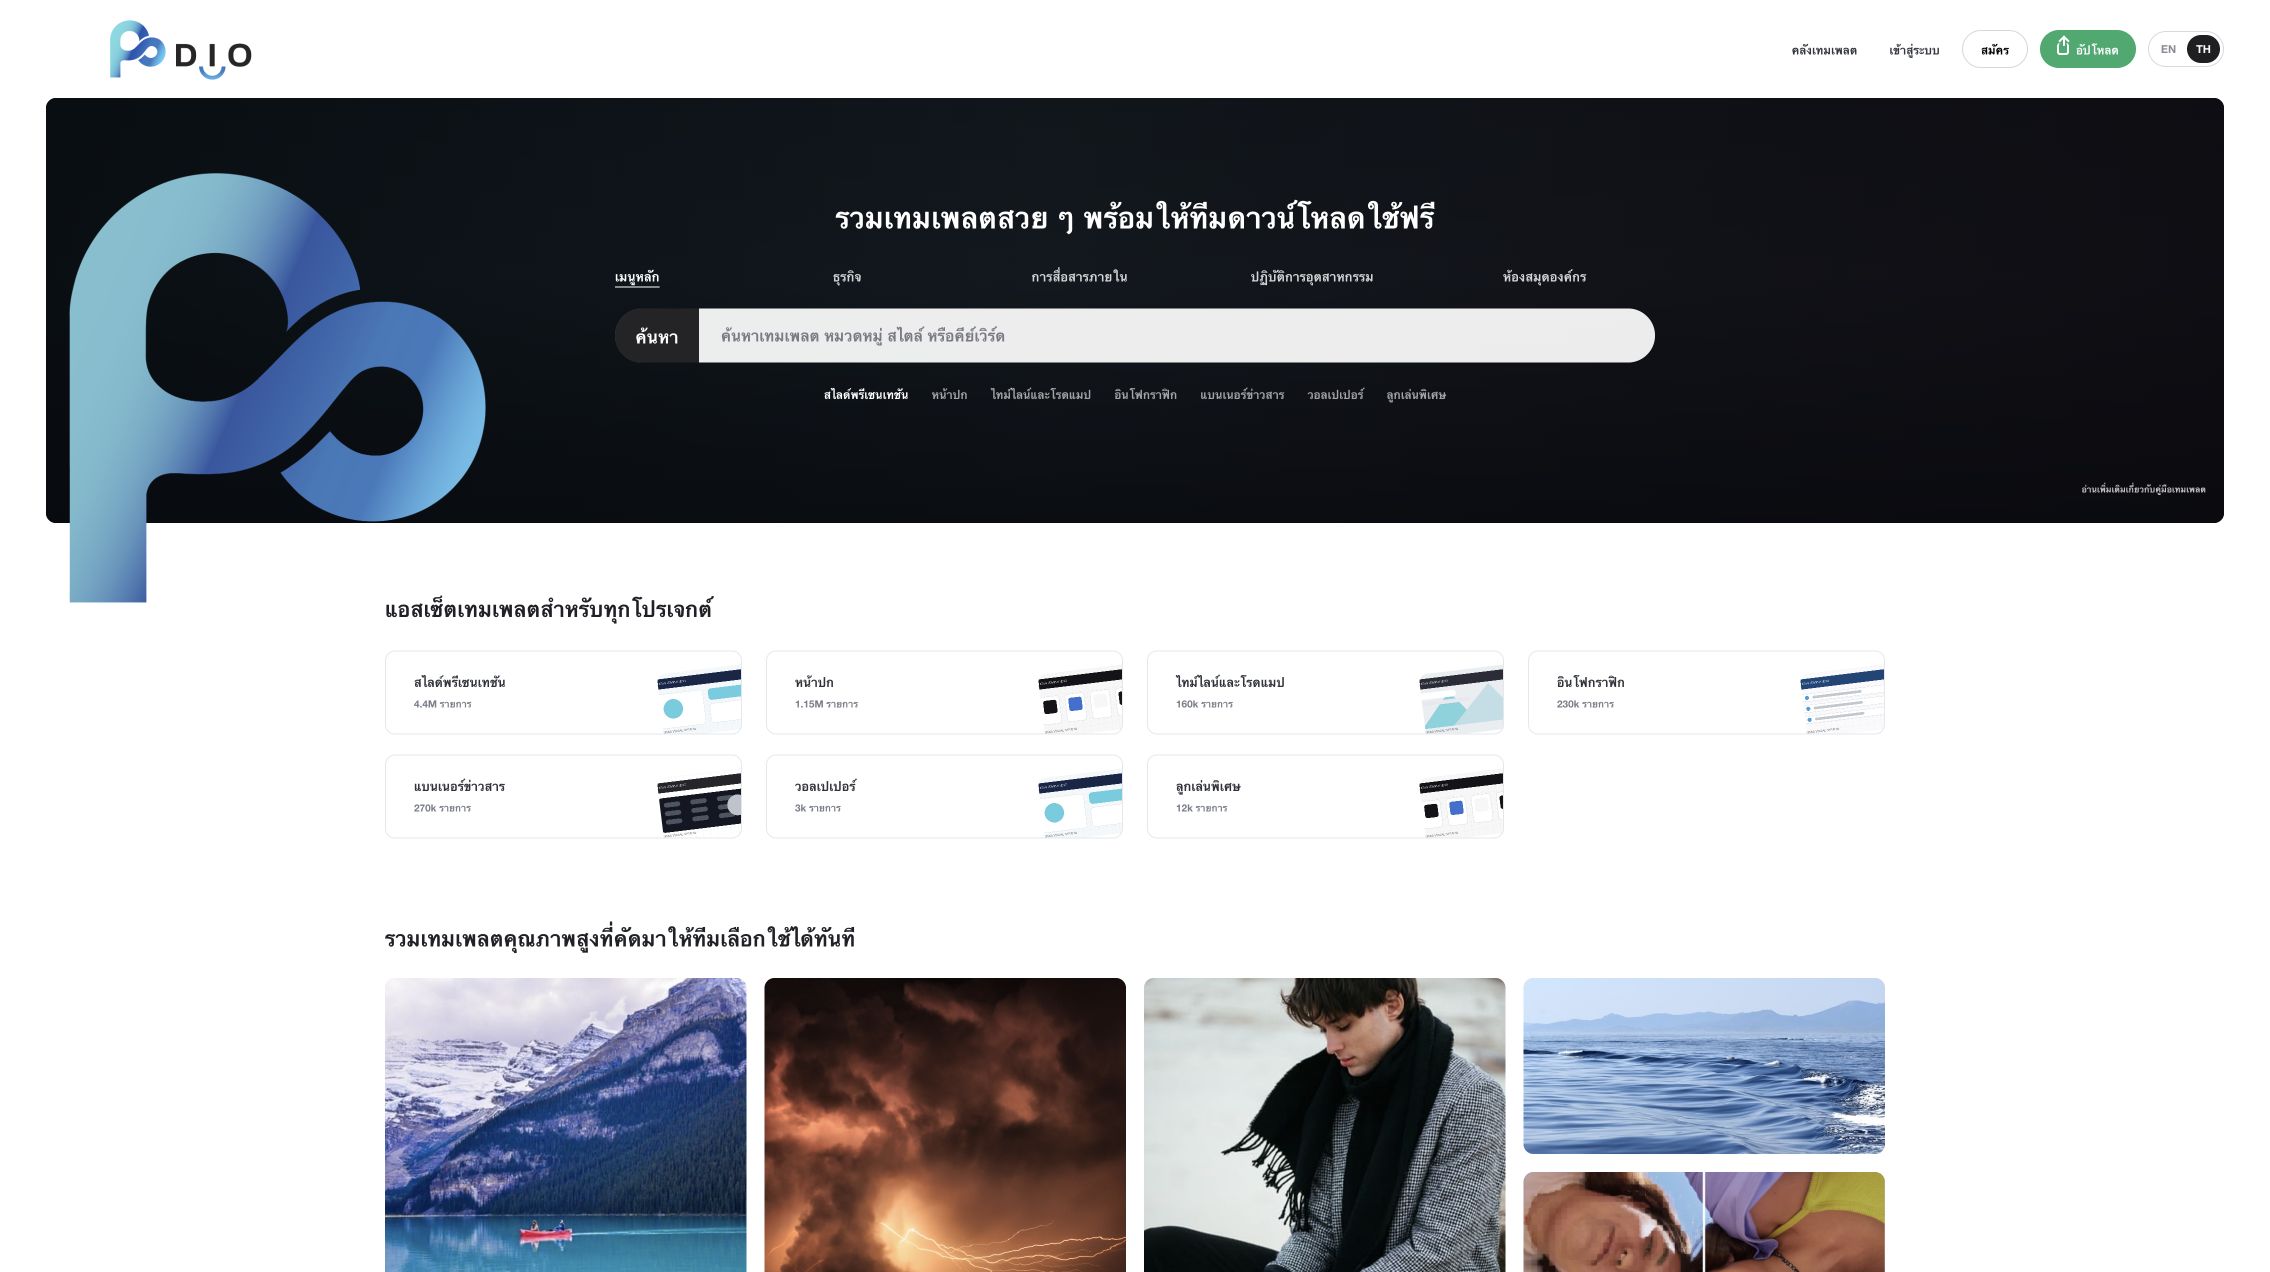 DIO
คลังเทมเพลต
เข้าสู่ระบบ
สมัคร
อัปโหลด
EN
TH
รวมเทมเพลตสวย ๆ พร้อมให้ทีมดาวน์โหลดใช้ฟรี
เมนูหลัก
ธุรกิจ
การสื่อสารภายใน
ปฏิบัติการอุตสาหกรรม
ห้องสมุดองค์กร
ค้นหา
ค้นหาเทมเพลต หมวดหมู่ สไตล์ หรือคีย์เวิร์ด
สไลด์พรีเซนเทชัน
หน้าปก
ไทม์ไลน์และโรดแมป
อินโฟกราฟิก
แบนเนอร์ข่าวสาร
วอลเปเปอร์
ลูกเล่นพิเศษ
อ่านเพิ่มเติมเกี่ยวกับคู่มือเทมเพลต
แอสเซ็ตเทมเพลตสำหรับทุกโปรเจกต์
สไลด์พรีเซนเทชัน
4.4M รายการ
หน้าปก
1.15M รายการ
ไทม์ไลน์และโรดแมป
160k รายการ
อินโฟกราฟิก
230k รายการ
แบนเนอร์ข่าวสาร
270k รายการ
วอลเปเปอร์
3k รายการ
ลูกเล่นพิเศษ
12k รายการ
รวมเทมเพลตคุณภาพสูงที่คัดมาให้ทีมเลือกใช้ได้ทันที